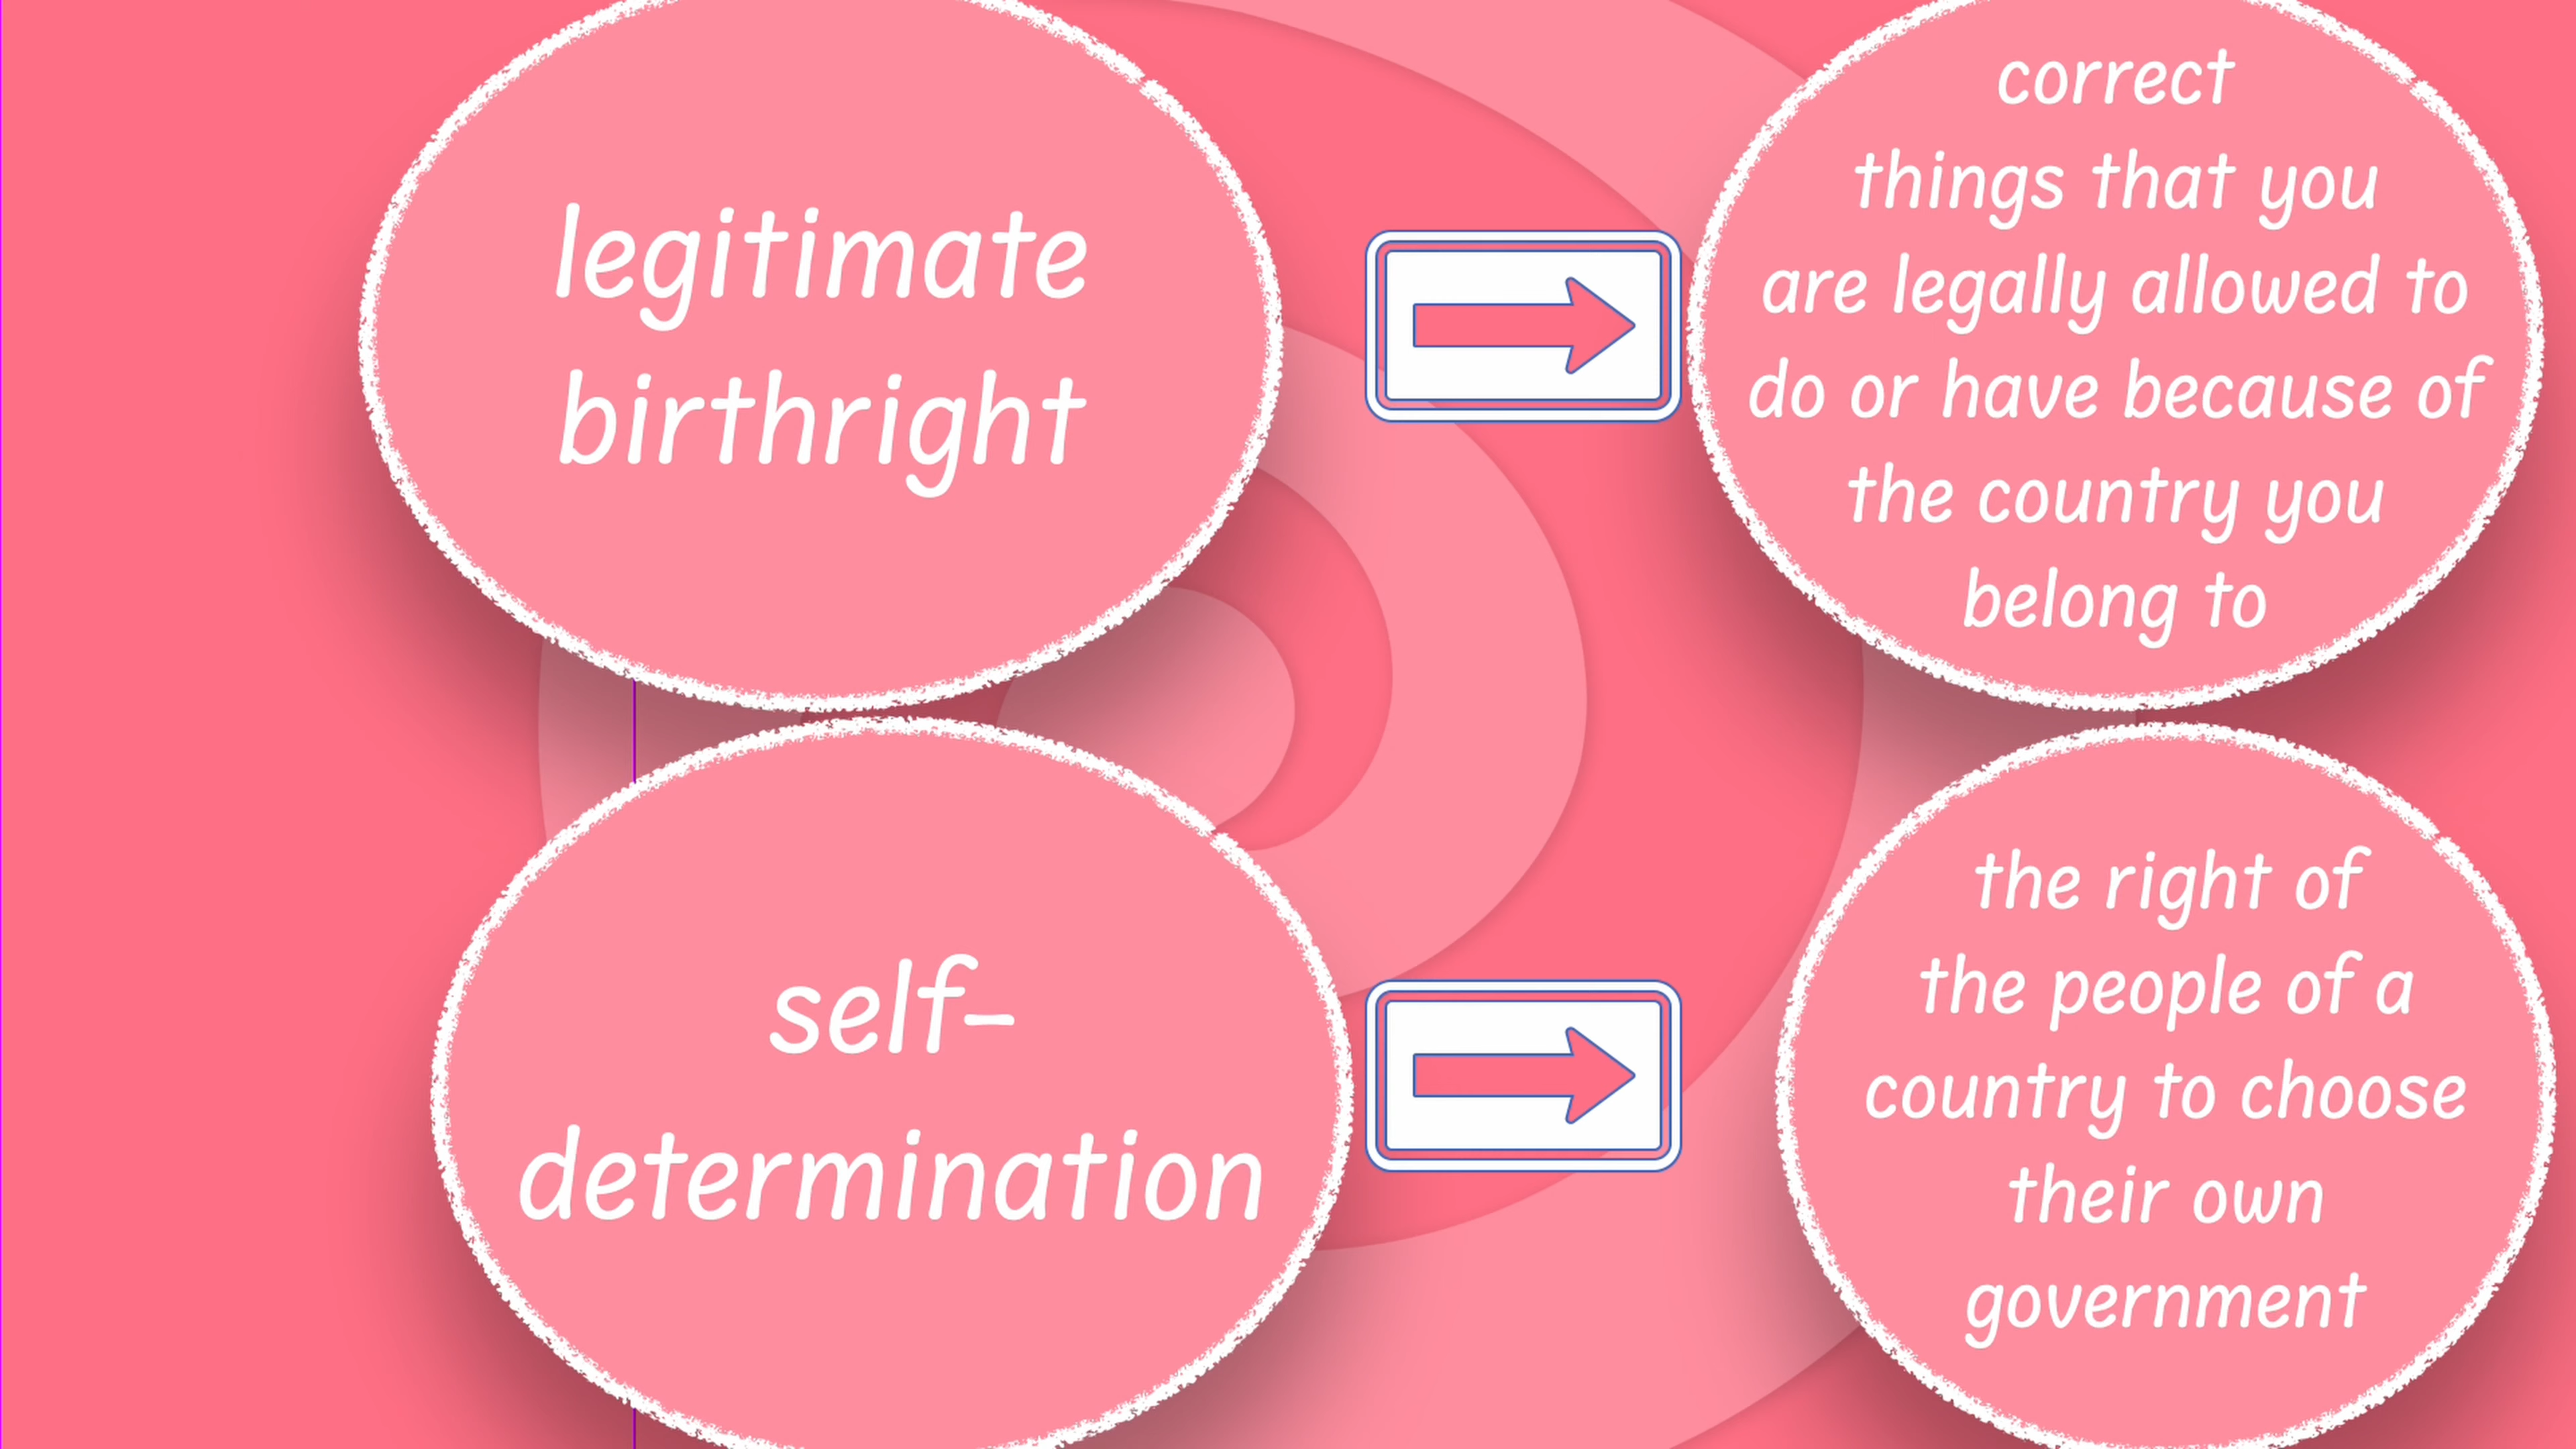 legitimate
birthright
correct
things that you
are legally allowed to
do or have because of
the country you
belong to
self-
determination
the right of
the people of a
country to choose
their own
government